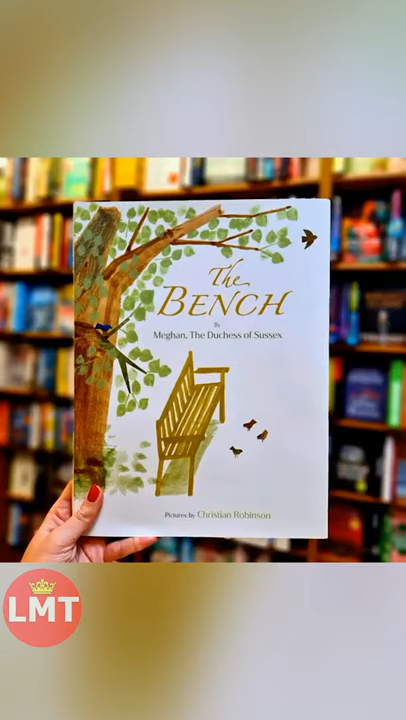 The
BENCH
By
Meghan, The Duchess of Sussex
Pictures by Christian Robinson
LMT